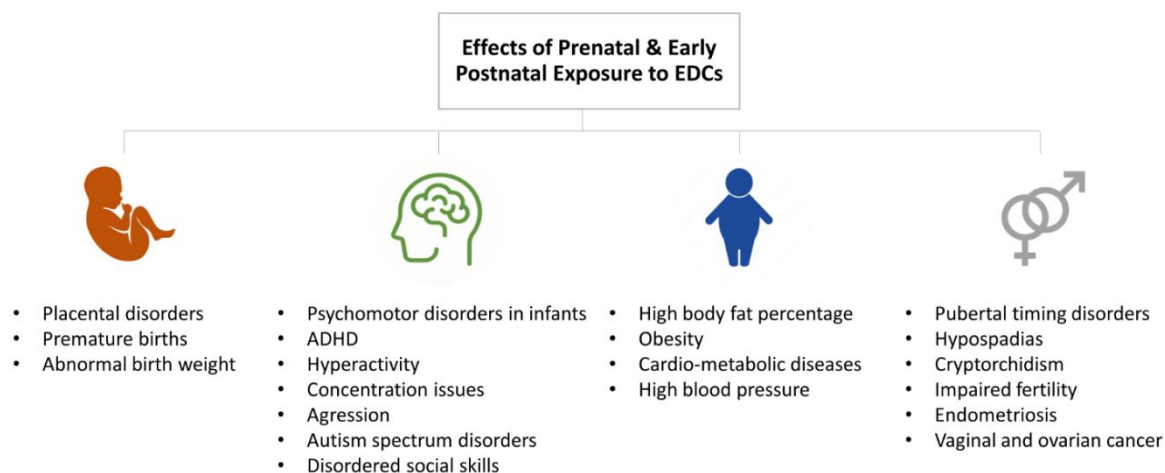 Effects of Prenatal & Early
Postnatal Exposure to EDCs
• Placental disorders
• Premature births
• Abnormal birth weight
• Psychomotor disorders in infants
• ADHD
• Hyperactivity
• Concentration issues
• Agression
• Autism spectrum disorders
• Disordered social skills
• High body fat percentage
• Obesity
• Cardio-metabolic diseases
• High blood pressure
• Pubertal timing disorders
• Hypospadias
• Cryptorchidism
• Impaired fertility
• Endometriosis
• Vaginal and ovarian cancer